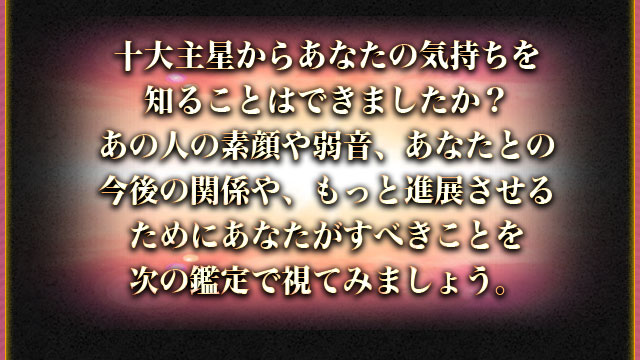 十大主星からあなたの気持ちを
知ることはできましたか？
あの人の素顔や弱音、あなたとの
今後の関係や、もっと進展させる
ためにあなたがすべきことを
次の鑑定で視てみましょう。